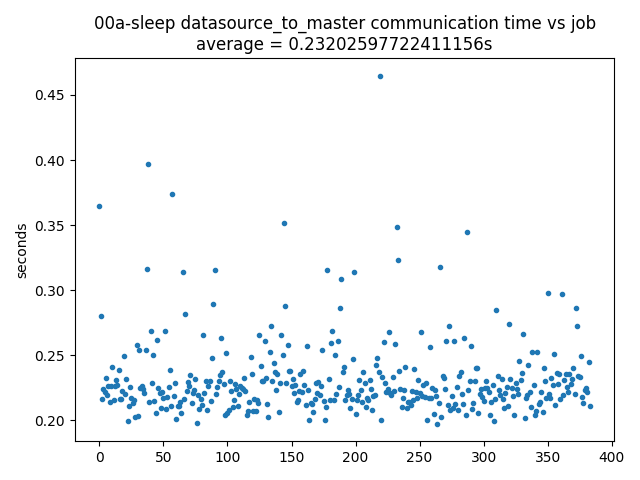 00a-sleep datasource_to_master communication time vs job
average = 0.23202597722411156s
seconds
0.45
0.40
0.35
0.30
0.25
0.20
0 50 100 150 200 250 300 350 400